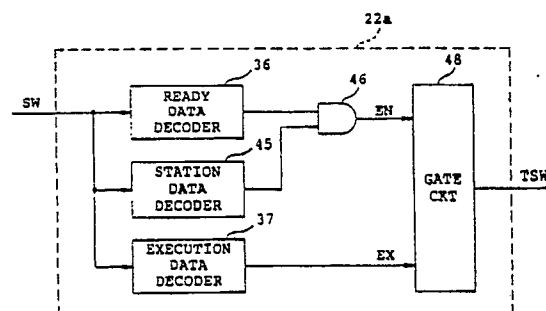 22a
36
46
48
SW
READY
DATA
DECODER
EN
45
STATION
DATA
DECODER
GATE
CKT
TSW
37
EXECUTION
DATA
DECODER
EX